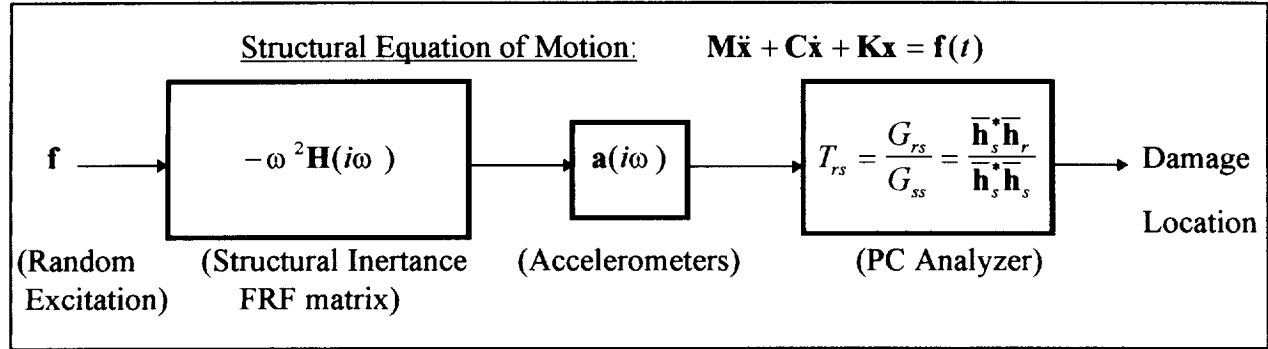 Structural Equation of Motion: Mẍ + Cẋ + Kx = f(t)
f
−ω²H(iω )
a(iω )
T_rs = G_rs / G_ss = h̄_s* h̄_r / h̄_s* h̄_s
Damage
Location
(Random
Excitation)
(Structural Inertance
FRF matrix)
(Accelerometers)
(PC Analyzer)